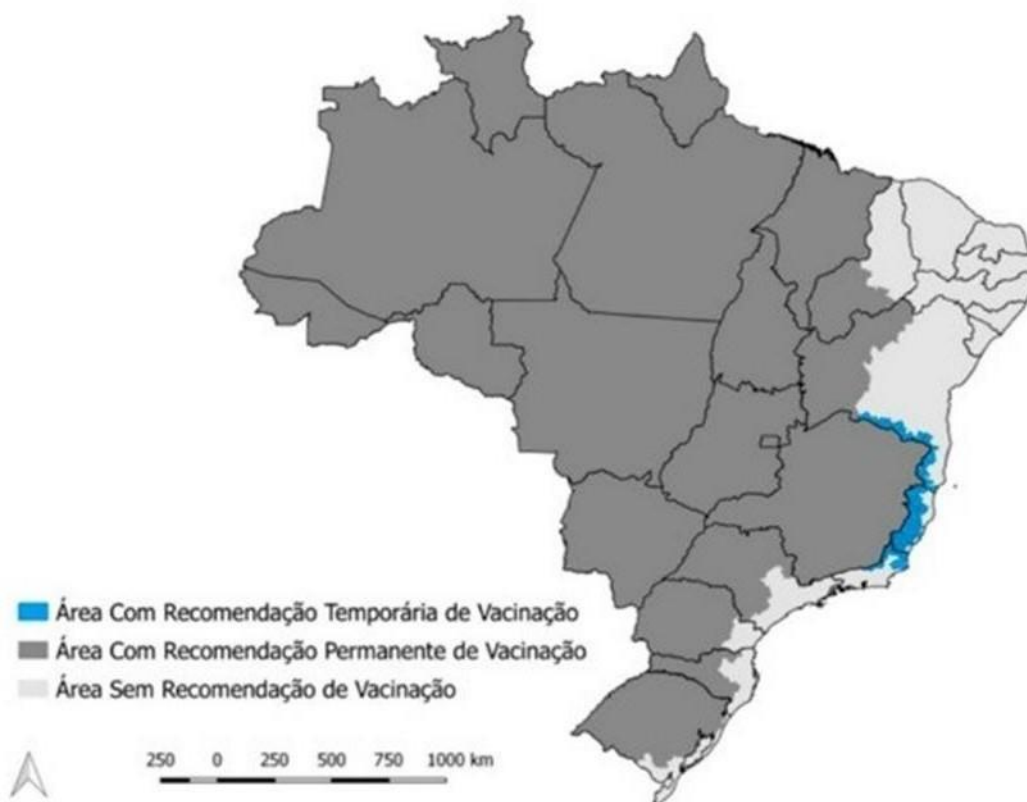 Área Com Recomendação Temporária de Vacinação
Área Com Recomendação Permanente de Vacinação
Área Sem Recomendação de Vacinação
250 0 250 500 750 1000 km